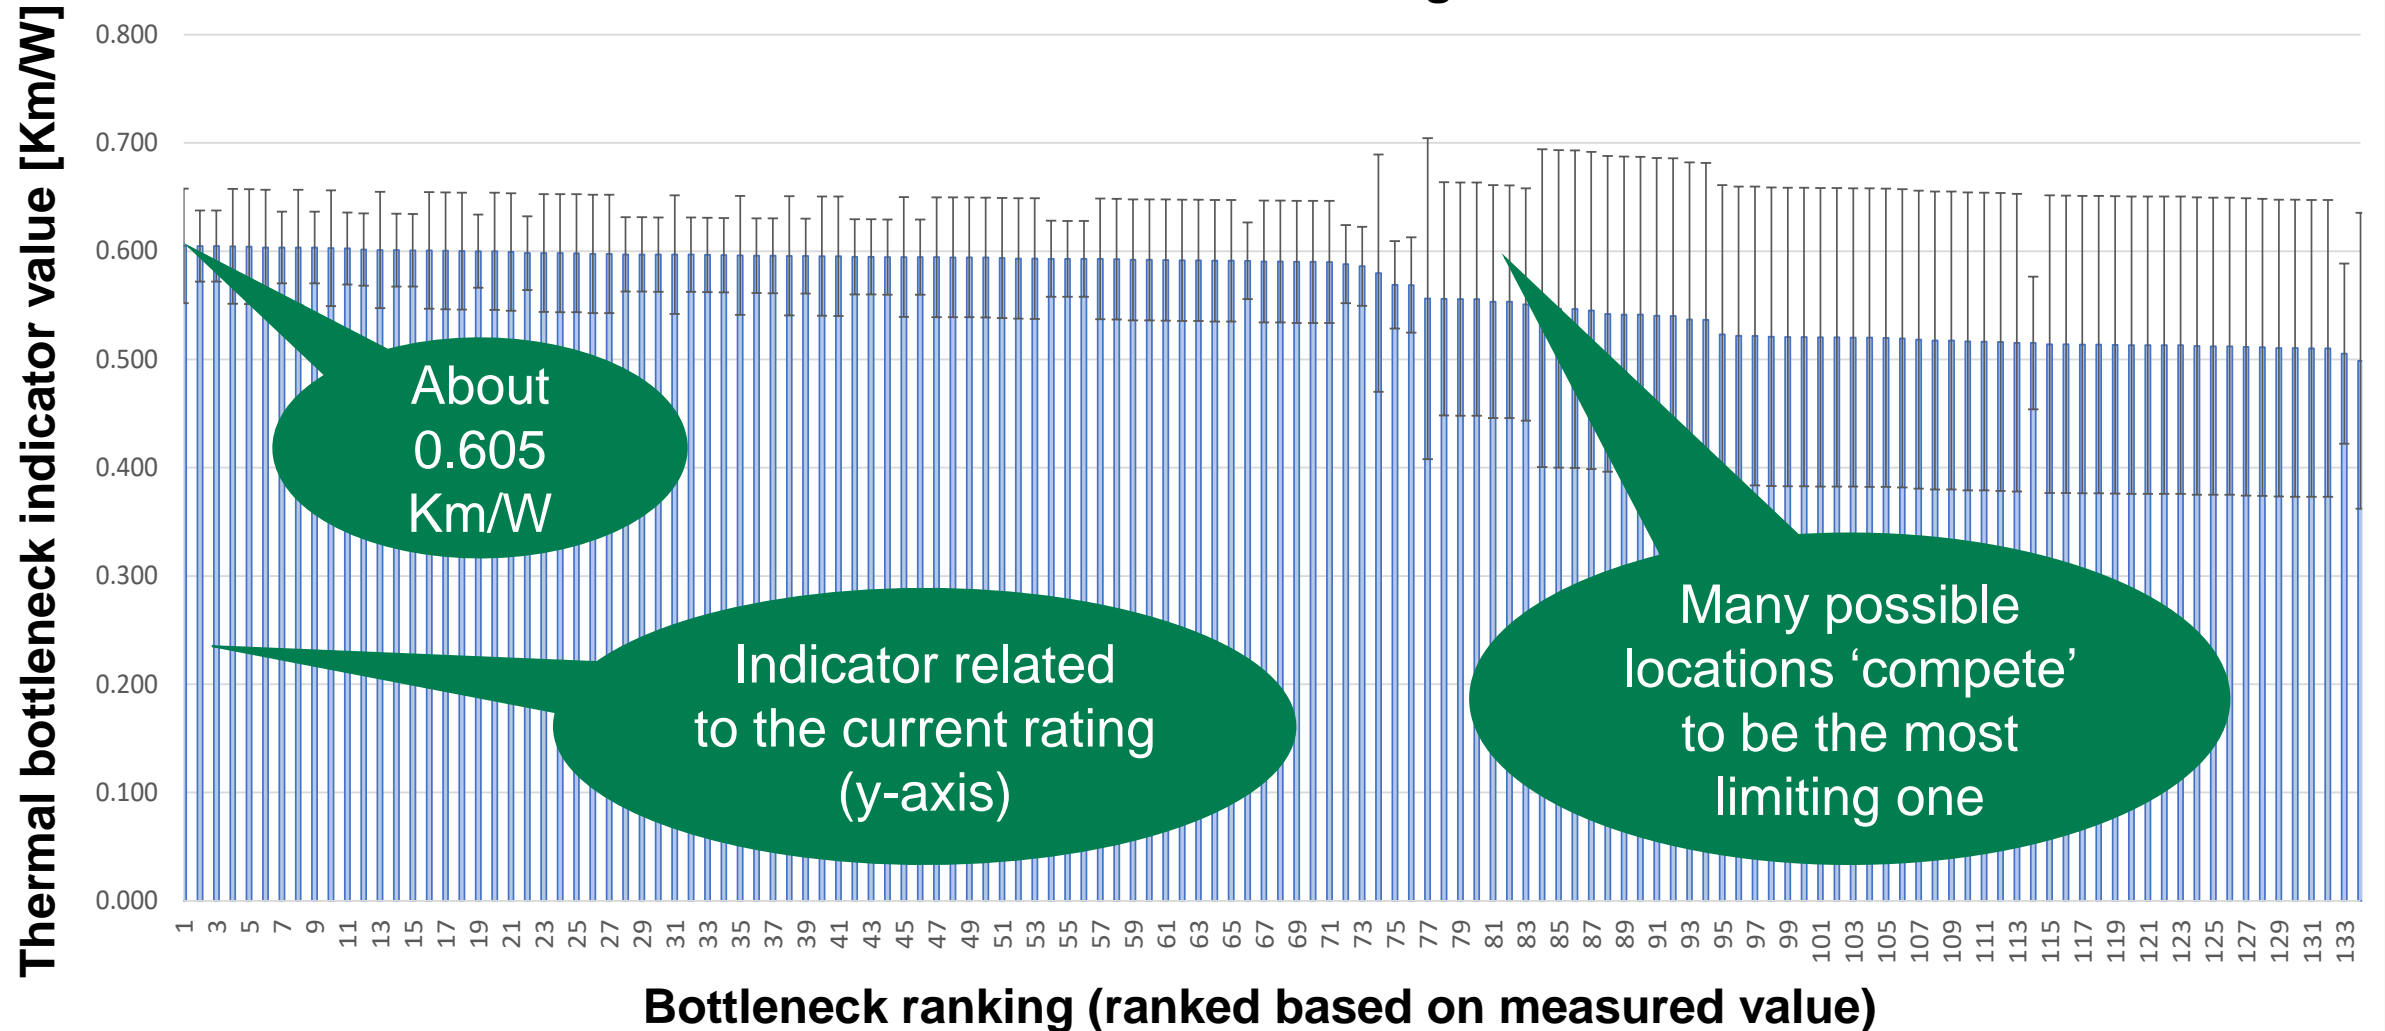 Thermal bottleneck indicator value [Km/W]
0.800
0.700
0.600
0.500
0.400
0.300
0.200
0.100
0.000
About
0.605
Km/W
Indicator related
to the current rating
(y-axis)
Many possible
locations ‘compete’
to be the most
limiting one
1 3 5 7 9 11 13 15 17 19 21 23 25 27 29 31 33 35 37 39 41 43 45 47 49 51 53 55 57 59 61 63 65 67 69 71 73 75 77 79 81 83 85 87 89 91 93 95 97 99 101 103 105 107 109 111 113 115 117 119 121 123 125 127 129 131 133
Bottleneck ranking (ranked based on measured value)